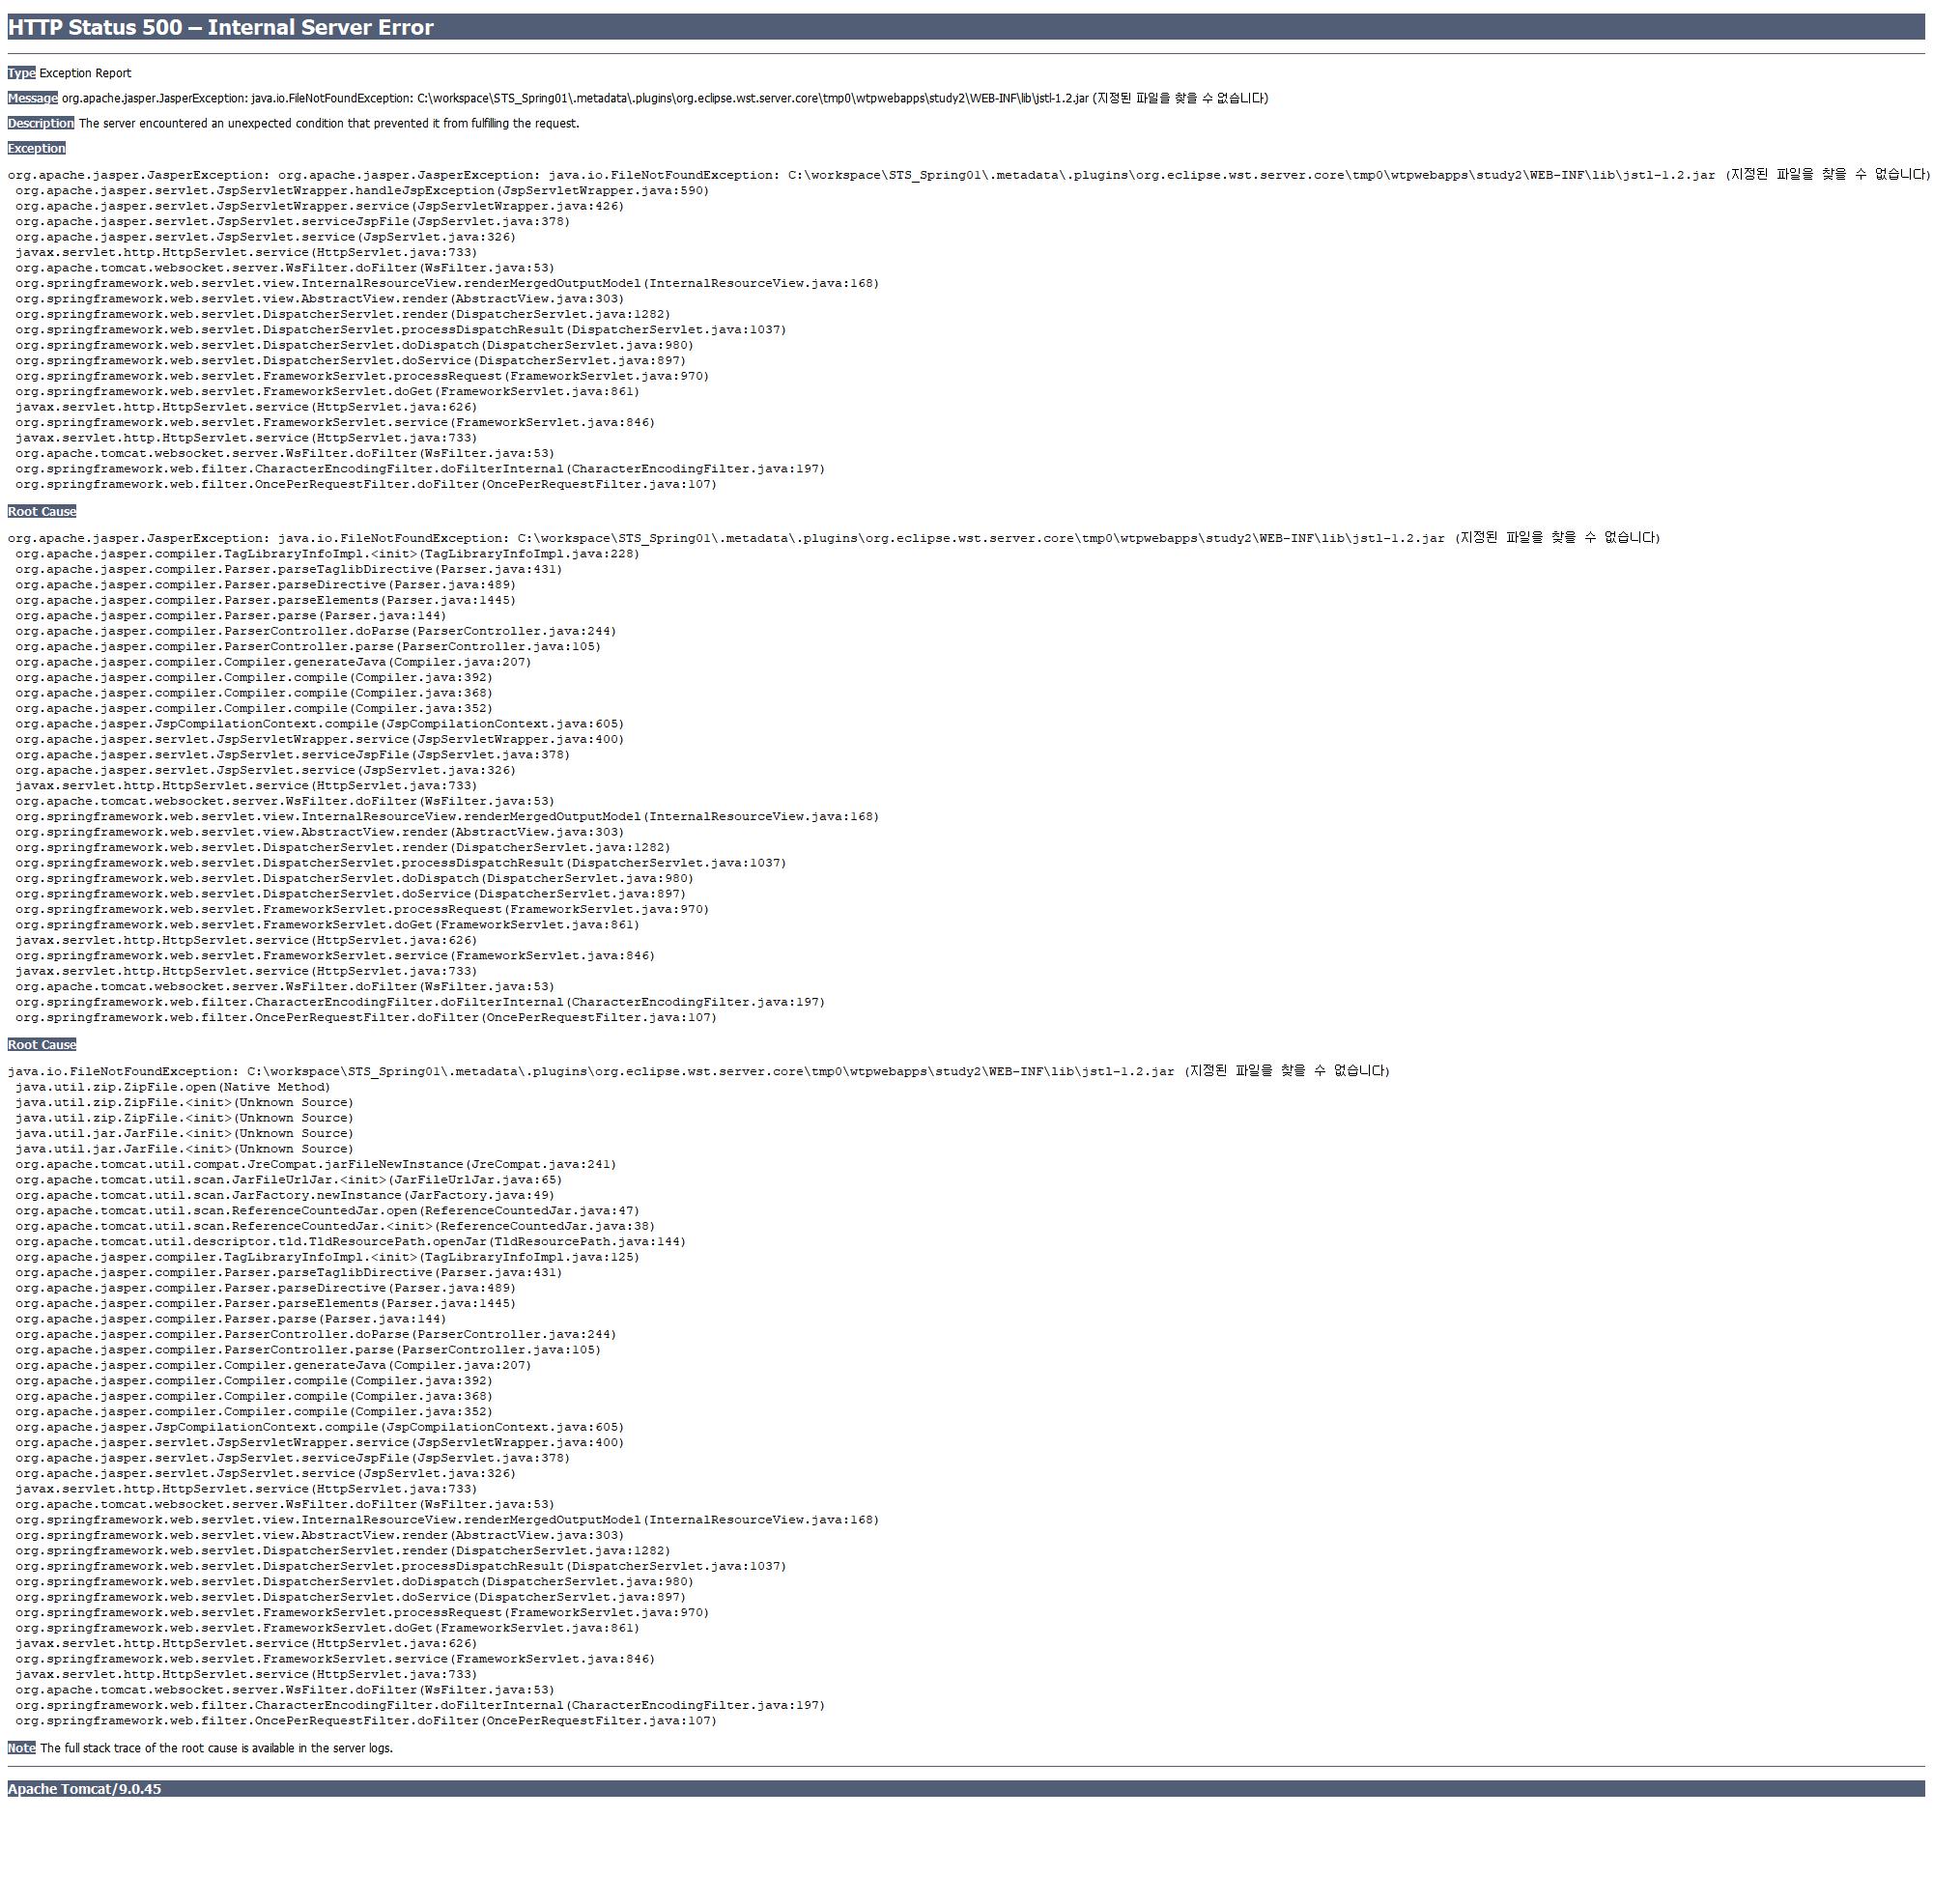 HTTP Status 500 – Internal Server Error
Type Exception Report
Message org.apache.jasper.JasperException: java.io.FileNotFoundException: C:\workspace\STS_Spring01\.metadata\.plugins\org.eclipse.wst.server.core\tmp0\wtpwebapps\study2\WEB-INF\lib\jstl-1.2.jar (지정된 파일을 찾을 수 없습니다)
Description The server encountered an unexpected condition that prevented it from fulfilling the request.
Exception
org.apache.jasper.JasperException: org.apache.jasper.JasperException: java.io.FileNotFoundException: C:\workspace\STS_Spring01\.metadata\.plugins\org.eclipse.wst.server.core\tmp0\wtpwebapps\study2\WEB-INF\lib\jstl-1.2.jar (지정된 파일을 찾을 수 없습니다)
org.apache.jasper.servlet.JspServletWrapper.handleJspException(JspServletWrapper.java:590)
org.apache.jasper.servlet.JspServletWrapper.service(JspServletWrapper.java:426)
org.apache.jasper.servlet.JspServlet.serviceJspFile(JspServlet.java:378)
org.apache.jasper.servlet.JspServlet.service(JspServlet.java:326)
javax.servlet.http.HttpServlet.service(HttpServlet.java:733)
org.apache.tomcat.websocket.server.WsFilter.doFilter(WsFilter.java:53)
org.springframework.web.servlet.view.InternalResourceView.renderMergedOutputModel(InternalResourceView.java:168)
org.springframework.web.servlet.view.AbstractView.render(AbstractView.java:303)
org.springframework.web.servlet.DispatcherServlet.render(DispatcherServlet.java:1282)
org.springframework.web.servlet.DispatcherServlet.processDispatchResult(DispatcherServlet.java:1037)
org.springframework.web.servlet.DispatcherServlet.doDispatch(DispatcherServlet.java:980)
org.springframework.web.servlet.DispatcherServlet.doService(DispatcherServlet.java:897)
org.springframework.web.servlet.FrameworkServlet.processRequest(FrameworkServlet.java:970)
org.springframework.web.servlet.FrameworkServlet.doGet(FrameworkServlet.java:861)
javax.servlet.http.HttpServlet.service(HttpServlet.java:626)
org.springframework.web.servlet.FrameworkServlet.service(FrameworkServlet.java:846)
javax.servlet.http.HttpServlet.service(HttpServlet.java:733)
org.apache.tomcat.websocket.server.WsFilter.doFilter(WsFilter.java:53)
org.springframework.web.filter.CharacterEncodingFilter.doFilterInternal(CharacterEncodingFilter.java:197)
org.springframework.web.filter.OncePerRequestFilter.doFilter(OncePerRequestFilter.java:107)
Root Cause
org.apache.jasper.JasperException: java.io.FileNotFoundException: C:\workspace\STS_Spring01\.metadata\.plugins\org.eclipse.wst.server.core\tmp0\wtpwebapps\study2\WEB-INF\lib\jstl-1.2.jar (지정된 파일을 찾을 수 없습니다)
org.apache.jasper.compiler.TagLibraryInfoImpl.<init>(TagLibraryInfoImpl.java:228)
org.apache.jasper.compiler.Parser.parseTaglibDirective(Parser.java:431)
org.apache.jasper.compiler.Parser.parseDirective(Parser.java:489)
org.apache.jasper.compiler.Parser.parseElements(Parser.java:1445)
org.apache.jasper.compiler.Parser.parse(Parser.java:144)
org.apache.jasper.compiler.ParserController.doParse(ParserController.java:244)
org.apache.jasper.compiler.ParserController.parse(ParserController.java:105)
org.apache.jasper.compiler.Compiler.generateJava(Compiler.java:207)
org.apache.jasper.compiler.Compiler.compile(Compiler.java:392)
org.apache.jasper.compiler.Compiler.compile(Compiler.java:368)
org.apache.jasper.compiler.Compiler.compile(Compiler.java:352)
org.apache.jasper.JspCompilationContext.compile(JspCompilationContext.java:605)
org.apache.jasper.servlet.JspServletWrapper.service(JspServletWrapper.java:400)
org.apache.jasper.servlet.JspServlet.serviceJspFile(JspServlet.java:378)
org.apache.jasper.servlet.JspServlet.service(JspServlet.java:326)
javax.servlet.http.HttpServlet.service(HttpServlet.java:733)
org.apache.tomcat.websocket.server.WsFilter.doFilter(WsFilter.java:53)
org.springframework.web.servlet.view.InternalResourceView.renderMergedOutputModel(InternalResourceView.java:168)
org.springframework.web.servlet.view.AbstractView.render(AbstractView.java:303)
org.springframework.web.servlet.DispatcherServlet.render(DispatcherServlet.java:1282)
org.springframework.web.servlet.DispatcherServlet.processDispatchResult(DispatcherServlet.java:1037)
org.springframework.web.servlet.DispatcherServlet.doDispatch(DispatcherServlet.java:980)
org.springframework.web.servlet.DispatcherServlet.doService(DispatcherServlet.java:897)
org.springframework.web.servlet.FrameworkServlet.processRequest(FrameworkServlet.java:970)
org.springframework.web.servlet.FrameworkServlet.doGet(FrameworkServlet.java:861)
javax.servlet.http.HttpServlet.service(HttpServlet.java:626)
org.springframework.web.servlet.FrameworkServlet.service(FrameworkServlet.java:846)
javax.servlet.http.HttpServlet.service(HttpServlet.java:733)
org.apache.tomcat.websocket.server.WsFilter.doFilter(WsFilter.java:53)
org.springframework.web.filter.CharacterEncodingFilter.doFilterInternal(CharacterEncodingFilter.java:197)
org.springframework.web.filter.OncePerRequestFilter.doFilter(OncePerRequestFilter.java:107)
Root Cause
java.io.FileNotFoundException: C:\workspace\STS_Spring01\.metadata\.plugins\org.eclipse.wst.server.core\tmp0\wtpwebapps\study2\WEB-INF\lib\jstl-1.2.jar (지정된 파일을 찾을 수 없습니다)
java.util.zip.ZipFile.open(Native Method)
java.util.zip.ZipFile.<init>(Unknown Source)
java.util.zip.ZipFile.<init>(Unknown Source)
java.util.jar.JarFile.<init>(Unknown Source)
java.util.jar.JarFile.<init>(Unknown Source)
org.apache.tomcat.util.compat.JreCompat.jarFileNewInstance(JreCompat.java:241)
org.apache.tomcat.util.scan.JarFileUrlJar.<init>(JarFileUrlJar.java:65)
org.apache.tomcat.util.scan.JarFactory.newInstance(JarFactory.java:49)
org.apache.tomcat.util.scan.ReferenceCountedJar.open(ReferenceCountedJar.java:47)
org.apache.tomcat.util.scan.ReferenceCountedJar.<init>(ReferenceCountedJar.java:38)
org.apache.tomcat.util.descriptor.tld.TldResourcePath.openJar(TldResourcePath.java:144)
org.apache.jasper.compiler.TagLibraryInfoImpl.<init>(TagLibraryInfoImpl.java:125)
org.apache.jasper.compiler.Parser.parseTaglibDirective(Parser.java:431)
org.apache.jasper.compiler.Parser.parseDirective(Parser.java:489)
org.apache.jasper.compiler.Parser.parseElements(Parser.java:1445)
org.apache.jasper.compiler.Parser.parse(Parser.java:144)
org.apache.jasper.compiler.ParserController.doParse(ParserController.java:244)
org.apache.jasper.compiler.ParserController.parse(ParserController.java:105)
org.apache.jasper.compiler.Compiler.generateJava(Compiler.java:207)
org.apache.jasper.compiler.Compiler.compile(Compiler.java:392)
org.apache.jasper.compiler.Compiler.compile(Compiler.java:368)
org.apache.jasper.compiler.Compiler.compile(Compiler.java:352)
org.apache.jasper.JspCompilationContext.compile(JspCompilationContext.java:605)
org.apache.jasper.servlet.JspServletWrapper.service(JspServletWrapper.java:400)
org.apache.jasper.servlet.JspServlet.serviceJspFile(JspServlet.java:378)
org.apache.jasper.servlet.JspServlet.service(JspServlet.java:326)
javax.servlet.http.HttpServlet.service(HttpServlet.java:733)
org.apache.tomcat.websocket.server.WsFilter.doFilter(WsFilter.java:53)
org.springframework.web.servlet.view.InternalResourceView.renderMergedOutputModel(InternalResourceView.java:168)
org.springframework.web.servlet.view.AbstractView.render(AbstractView.java:303)
org.springframework.web.servlet.DispatcherServlet.render(DispatcherServlet.java:1282)
org.springframework.web.servlet.DispatcherServlet.processDispatchResult(DispatcherServlet.java:1037)
org.springframework.web.servlet.DispatcherServlet.doDispatch(DispatcherServlet.java:980)
org.springframework.web.servlet.DispatcherServlet.doService(DispatcherServlet.java:897)
org.springframework.web.servlet.FrameworkServlet.processRequest(FrameworkServlet.java:970)
org.springframework.web.servlet.FrameworkServlet.doGet(FrameworkServlet.java:861)
javax.servlet.http.HttpServlet.service(HttpServlet.java:626)
org.springframework.web.servlet.FrameworkServlet.service(FrameworkServlet.java:846)
javax.servlet.http.HttpServlet.service(HttpServlet.java:733)
org.apache.tomcat.websocket.server.WsFilter.doFilter(WsFilter.java:53)
org.springframework.web.filter.CharacterEncodingFilter.doFilterInternal(CharacterEncodingFilter.java:197)
org.springframework.web.filter.OncePerRequestFilter.doFilter(OncePerRequestFilter.java:107)
Note The full stack trace of the root cause is available in the server logs.
Apache Tomcat/9.0.45